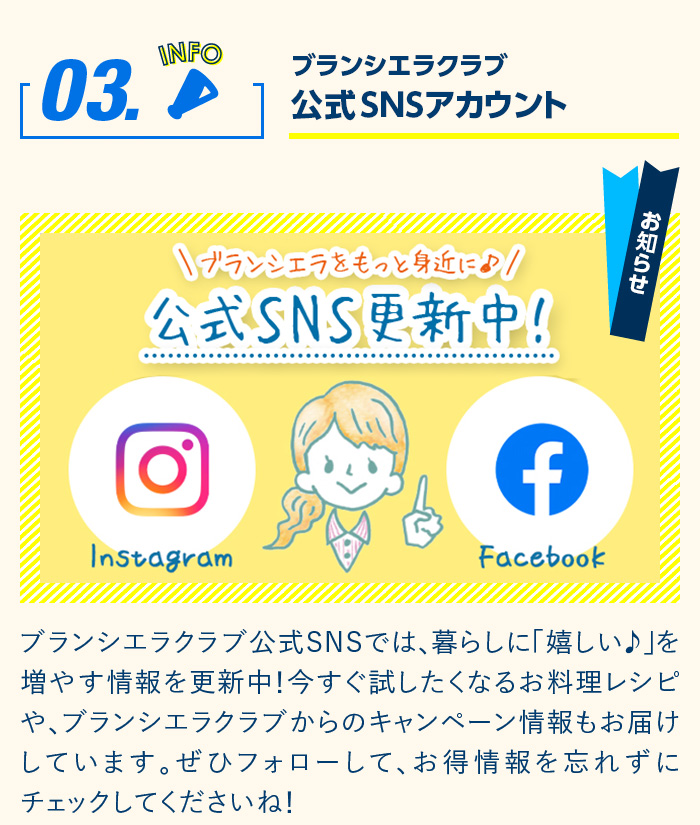 03.
INFO
ブランシエラクラブ
公式SNSアカウント
お知らせ
\ブランシエラをもっと身近に♪/
公式SNS更新中!
Instagram
Facebook
ブランシエラクラブ公式SNSでは、暮らしに「嬉しい♪」を
増やす情報を更新中!今すぐ試したくなるお料理レシピ
や、ブランシエラクラブからのキャンペーン情報もお届け
しています。ぜひフォローして、お得情報を忘れずに
チェックしてくださいね!